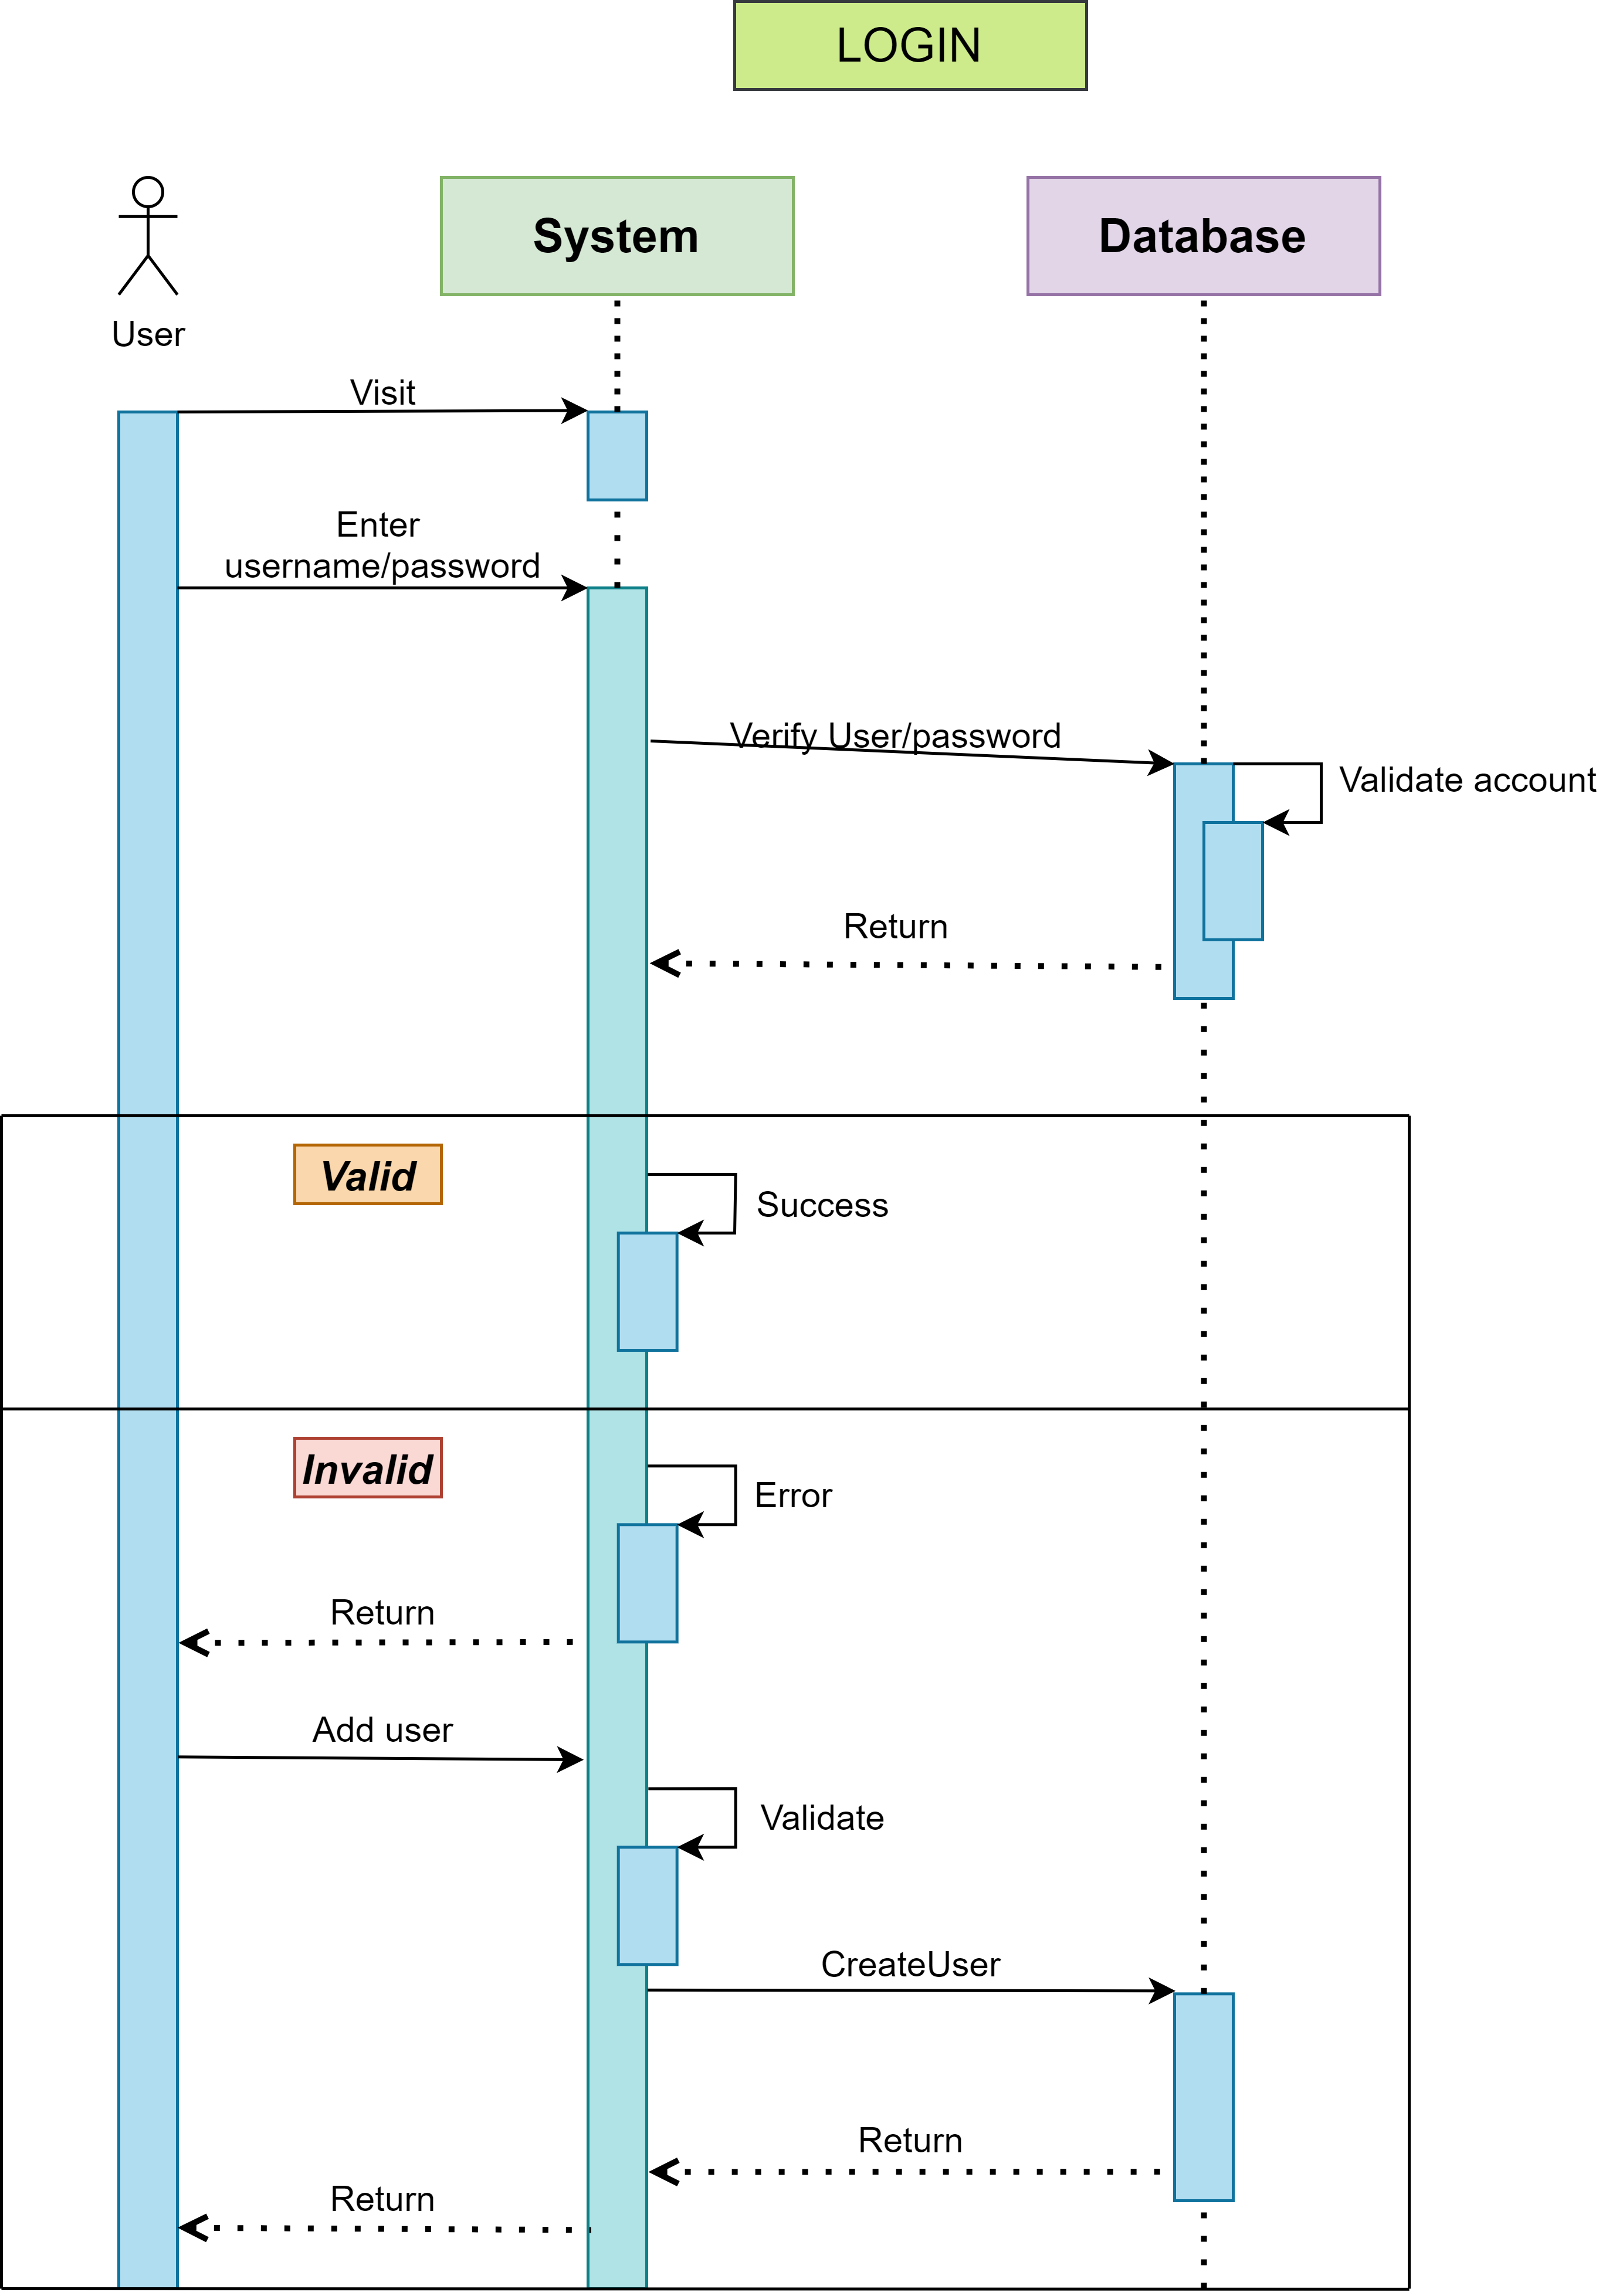 LOGIN
System
Database
User
Visit
Enter
username/password
Verify User/password
Validate account
Return
Valid
Success
Invalid
Error
Return
Add user
Validate
CreateUser
Return
Return